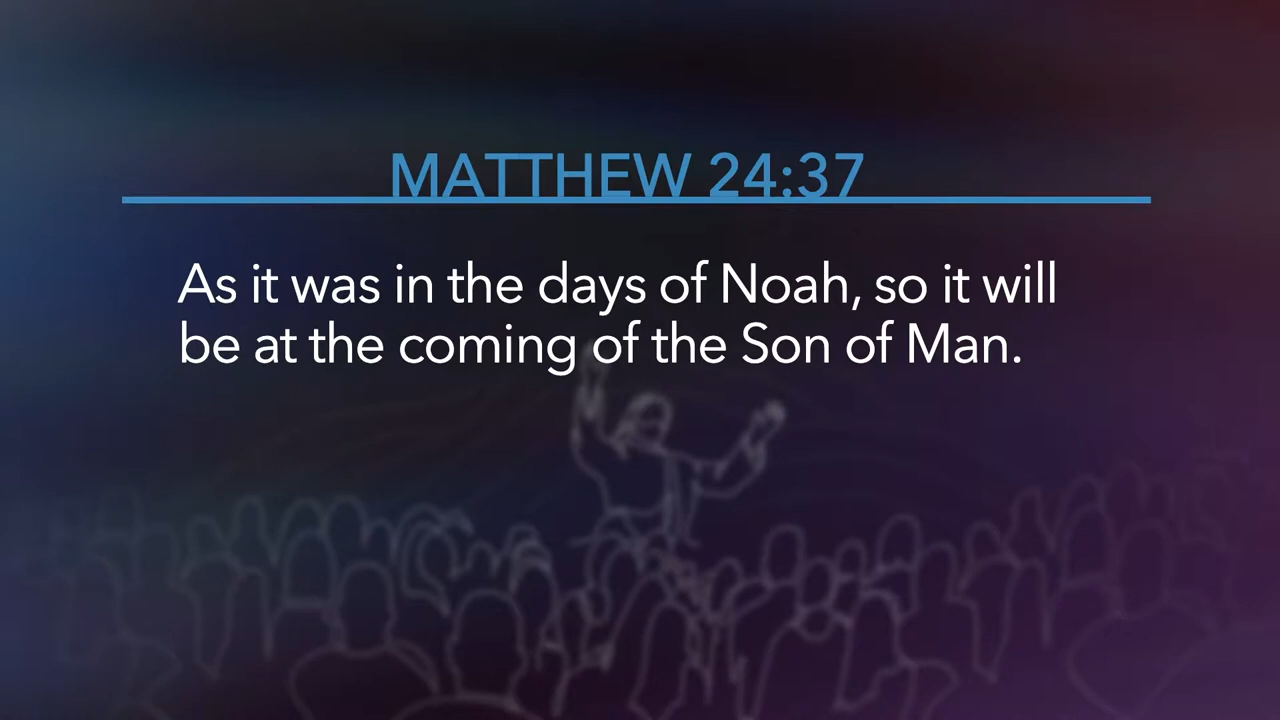 MATTHEW 24:37
As it was in the days of Noah, so it will
be at the coming of the Son of Man.